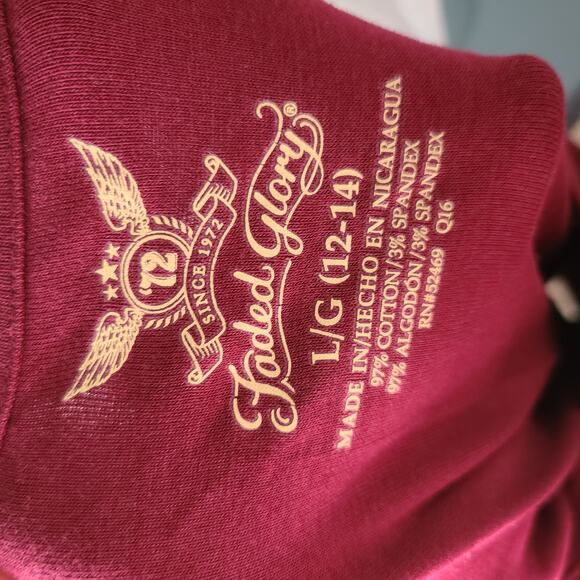 '72
SINCE 1972
Faded Glory®
L/G (12-14)
MADE IN/HECHO EN NICARAGUA
97% COTTON/3% SPANDEX
97% ALGODÓN/3% SPANDEX
RN#52469 Q16